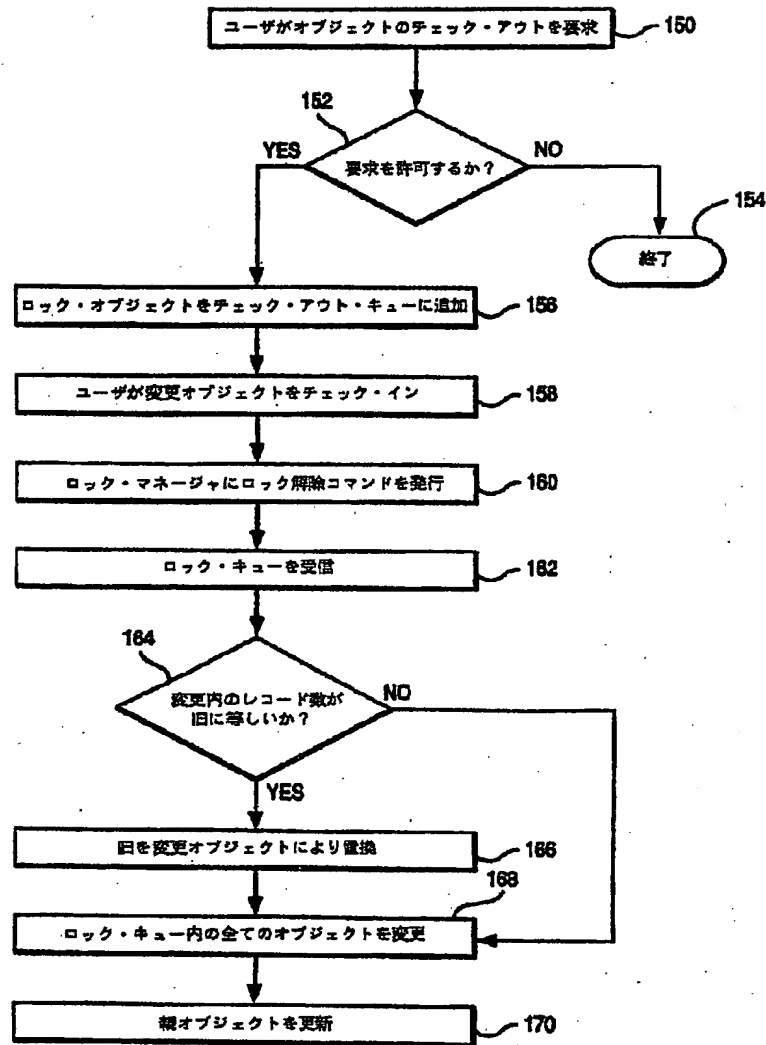 ユーザがオブジェクトのチェック・アウトを要求
150
152
YES
要求を許可するか？
NO
154
終了
ロック・オブジェクトをチェック・アウト・キューに追加
156
ユーザが変更オブジェクトをチェック・イン
158
ロック・マネージャにロック解除コマンドを発行
160
ロック・キューを受信
162
164
変更内のレコード数が
旧に等しいか？
NO
YES
旧を変更オブジェクトにより置換
166
168
ロック・キュー内の全てのオブジェクトを変更
親オブジェクトを更新
170